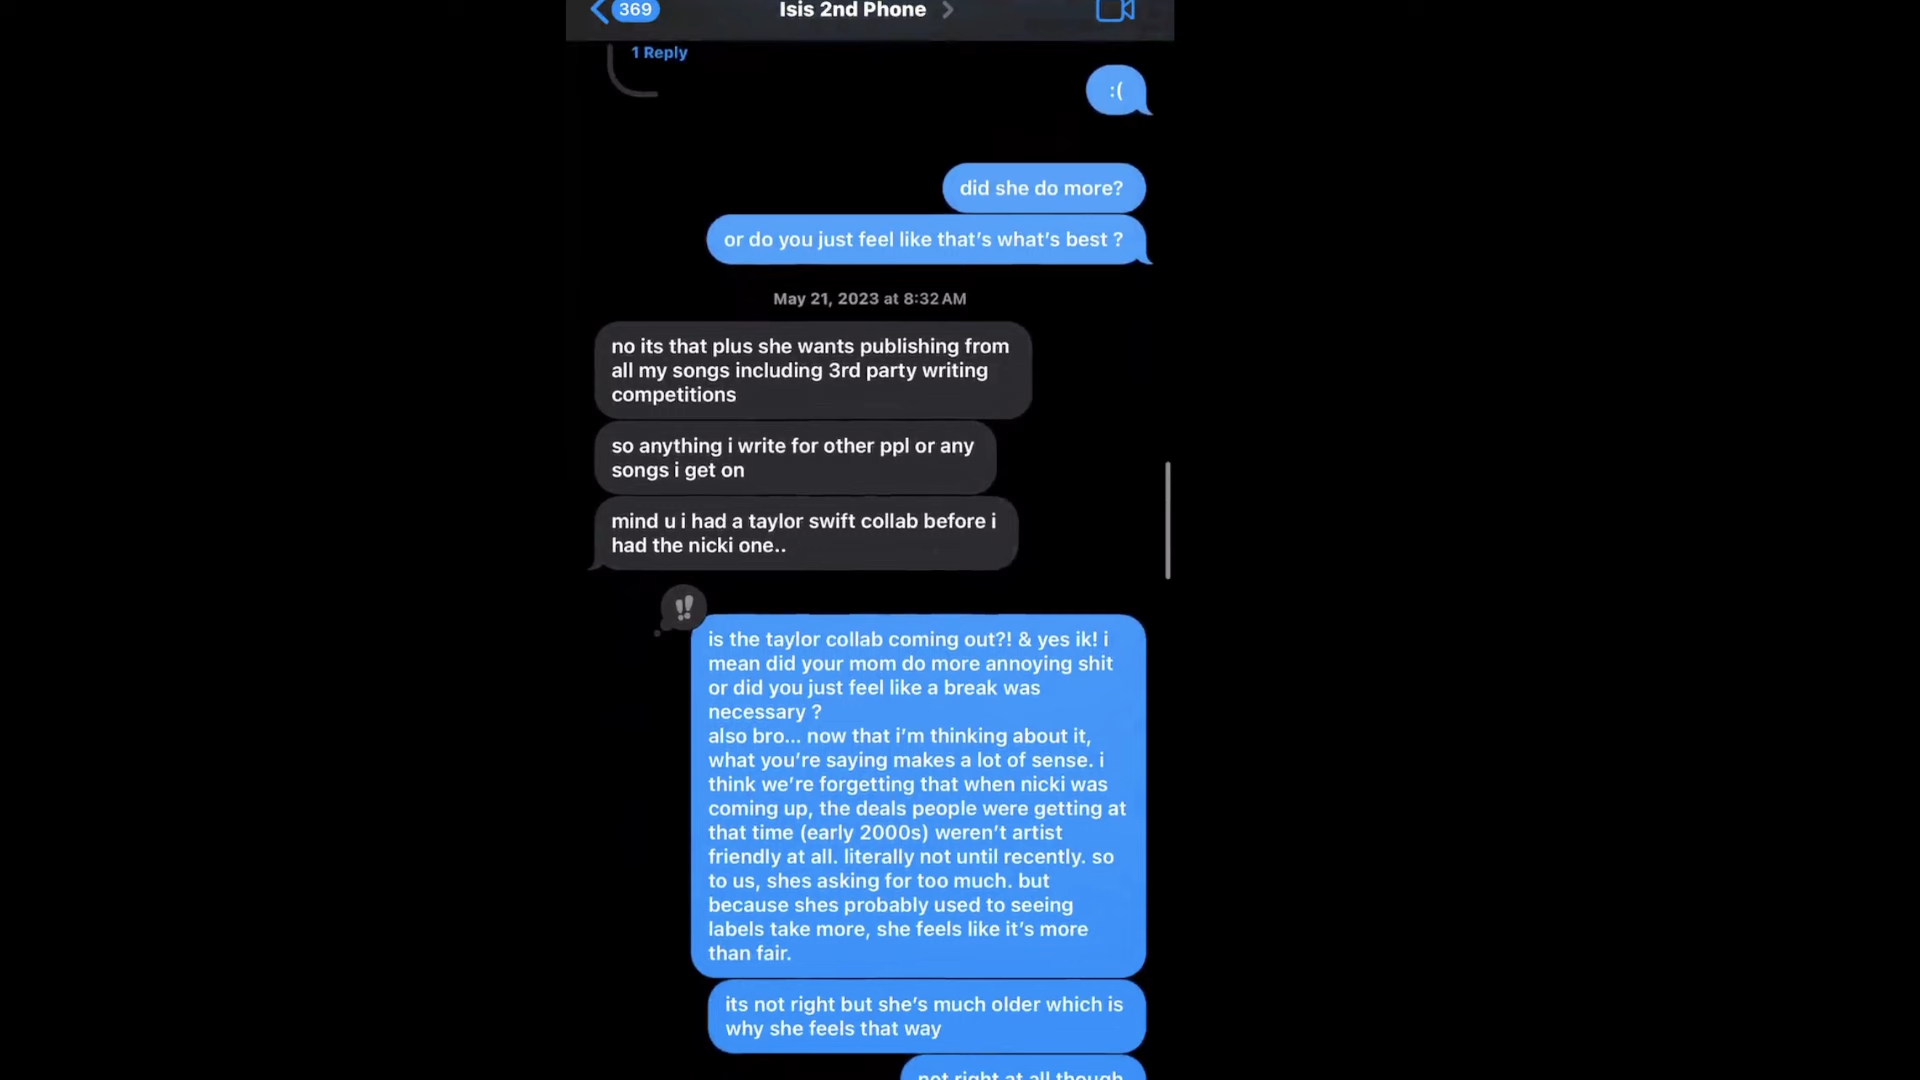 369
Isis 2nd Phone
1 Reply
:(
did she do more?
or do you just feel like that’s what’s best ?
May 21, 2023 at 8:32 AM
no its that plus she wants publishing from
all my songs including 3rd party writing
competitions
so anything i write for other ppl or any
songs i get on
mind u i had a taylor swift collab before i
had the nicki one..
is the taylor collab coming out?! & yes ik! i
mean did your mom do more annoying shit
or did you just feel like a break was
necessary ?
also bro... now that i’m thinking about it,
what you’re saying makes a lot of sense. i
think we’re forgetting that when nicki was
coming up, the deals people were getting at
that time (early 2000s) weren’t artist
friendly at all. literally not until recently. so
to us, shes asking for too much. but
because shes probably used to seeing
labels take more, she feels like it’s more
than fair.
its not right but she’s much older which is
why she feels that way
not right at all though